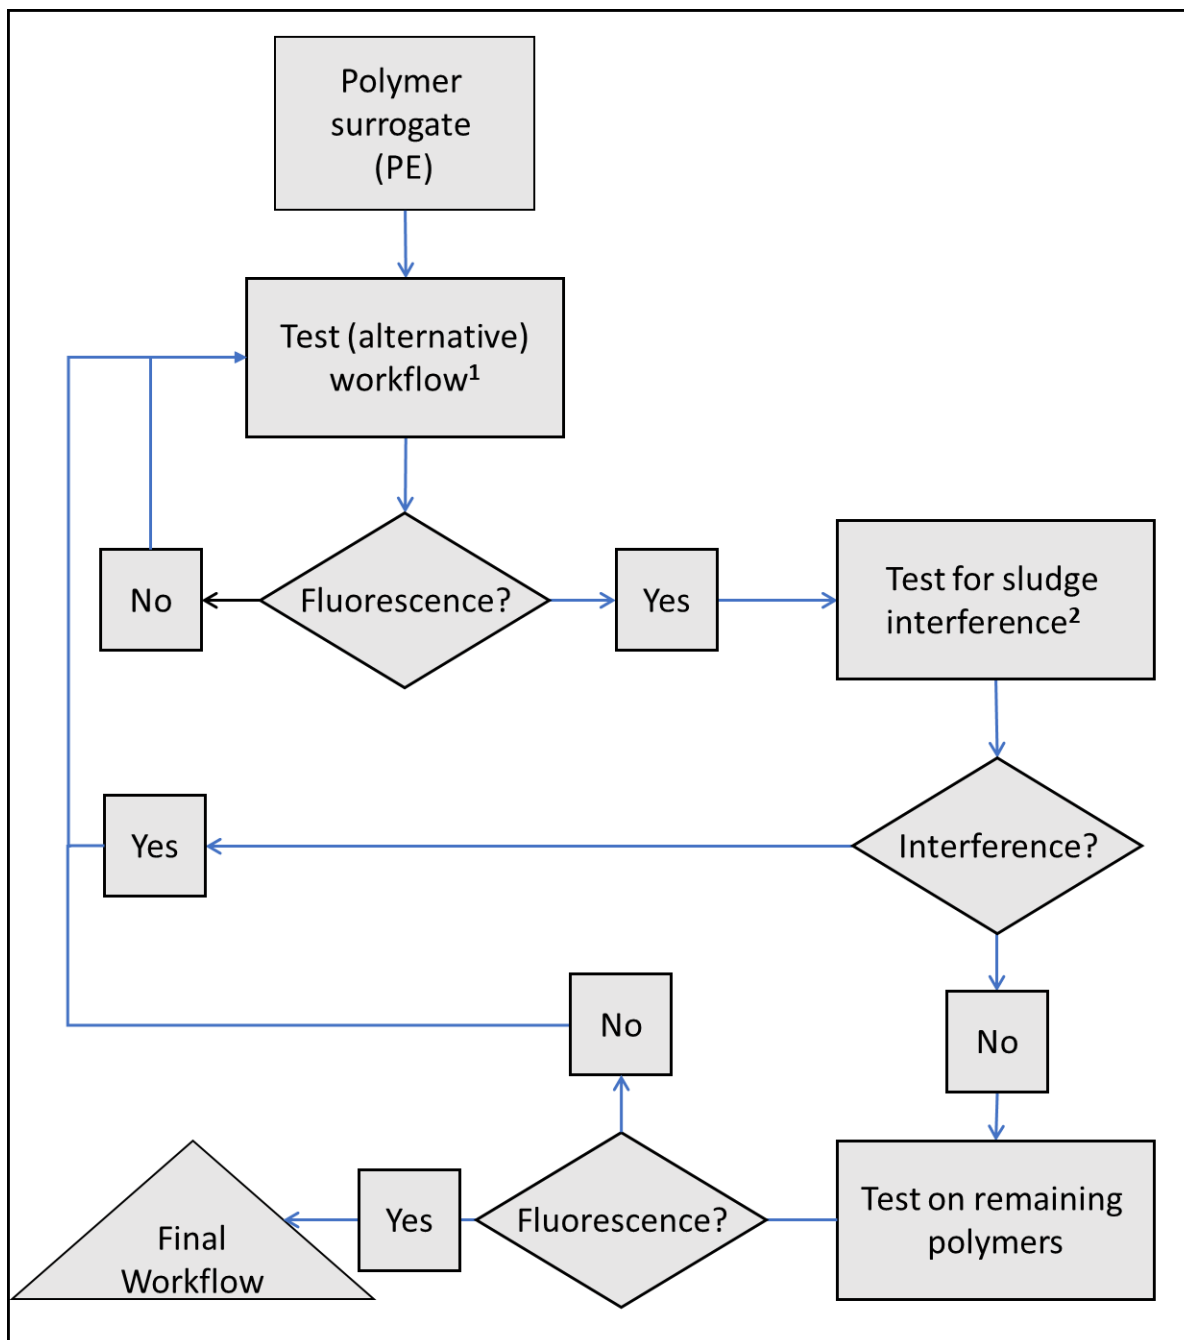 Polymer
surrogate
(PE)
Test (alternative)
workflow¹
No
Fluorescence?
Yes
Test for sludge
interference²
Yes
Interference?
No
No
Final
Workflow
Yes
Fluorescence?
Test on remaining
polymers